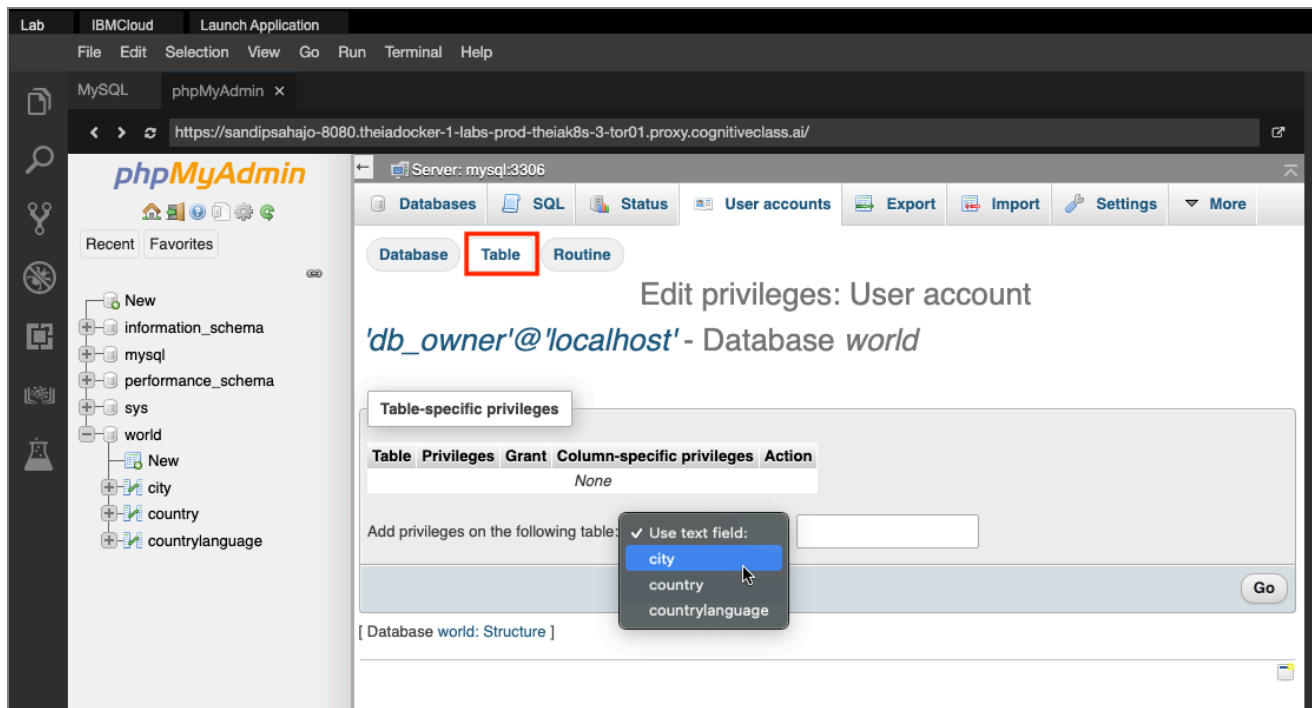 Lab IBMCloud Launch Application
File Edit Selection View Go Run Terminal Help
MySQL phpMyAdmin ×
https://sandipsahajo-8080.theiadocker-1-labs-prod-theiak8s-3-tor01.proxy.cognitiveclass.ai/
phpMyAdmin
Recent Favorites
New
information_schema
mysql
performance_schema
sys
world
New
city
country
countrylanguage
Server: mysql:3306
Databases SQL Status User accounts Export Import Settings More
Database Table Routine
Edit privileges: User account
'db_owner'@'localhost' - Database world
Table-specific privileges
Table Privileges Grant Column-specific privileges Action
None
Add privileges on the following table: ✓ Use text field:
city
country
countrylanguage
Go
[ Database world: Structure ]